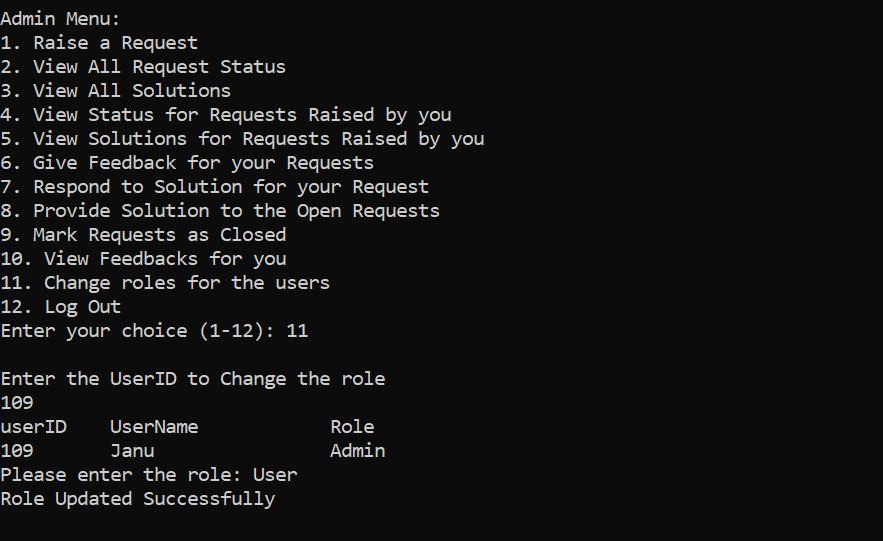 Admin Menu:
1. Raise a Request
2. View All Request Status
3. View All Solutions
4. View Status for Requests Raised by you
5. View Solutions for Requests Raised by you
6. Give Feedback for your Requests
7. Respond to Solution for your Request
8. Provide Solution to the Open Requests
9. Mark Requests as Closed
10. View Feedbacks for you
11. Change roles for the users
12. Log Out
Enter your choice (1-12): 11
Enter the UserID to Change the role
109
userID    UserName            Role
109       Janu                Admin
Please enter the role: User
Role Updated Successfully